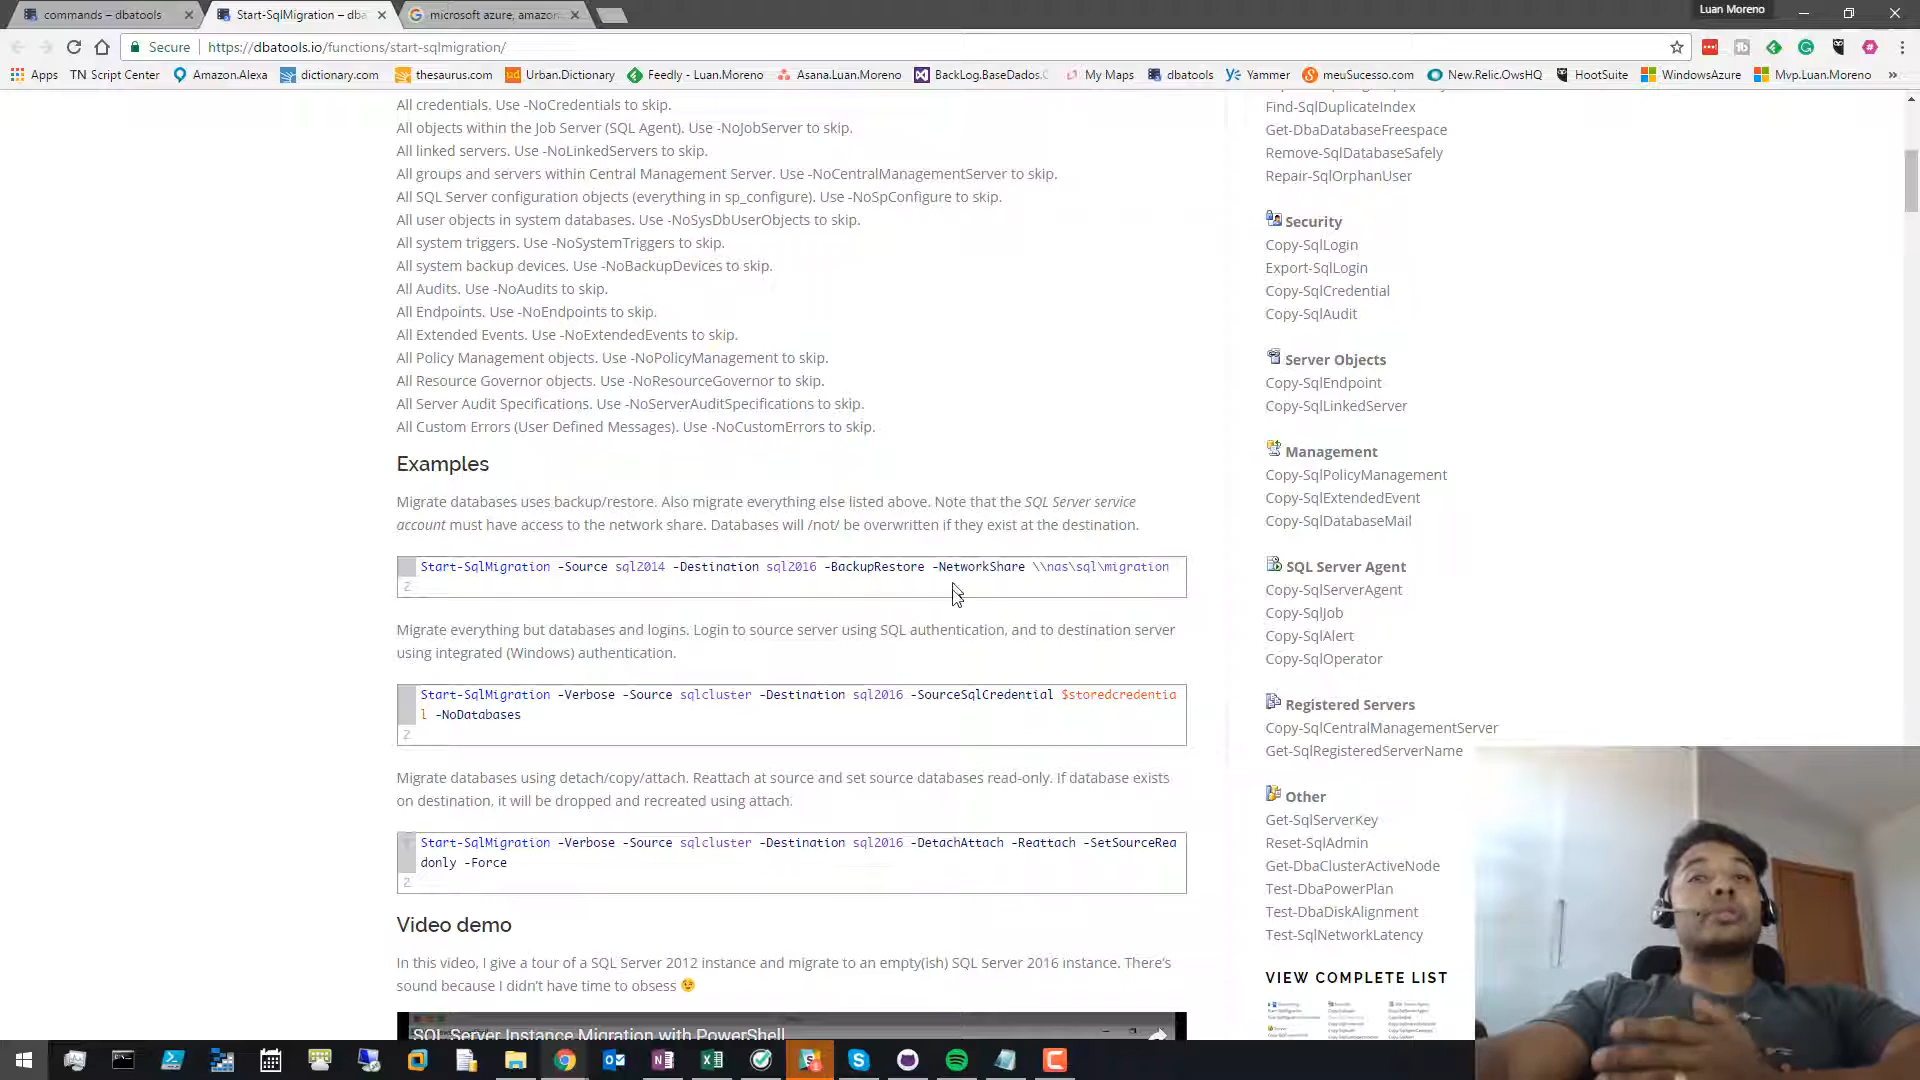 commands – dbatools
Start-SqlMigration – dba
microsoft azure, amazon
Luan Moreno
Secure
https://dbatools.io/functions/start-sqlmigration/
Apps
TN Script Center
Amazon.Alexa
dictionary.com
thesaurus.com
Urban.Dictionary
Feedly - Luan.Moreno
Asana.Luan.Moreno
BackLog.BaseDados.C
My Maps
dbatools
Yammer
meuSucesso.com
New.Relic.OwsHQ
HootSuite
WindowsAzure
Mvp.Luan.Moreno
All credentials. Use -NoCredentials to skip.
All objects within the Job Server (SQL Agent). Use -NoJobServer to skip.
All linked servers. Use -NoLinkedServers to skip.
All groups and servers within Central Management Server. Use -NoCentralManagementServer to skip.
All SQL Server configuration objects (everything in sp_configure). Use -NoSpConfigure to skip.
All user objects in system databases. Use -NoSysDbUserObjects to skip.
All system triggers. Use -NoSystemTriggers to skip.
All system backup devices. Use -NoBackupDevices to skip.
All Audits. Use -NoAudits to skip.
All Endpoints. Use -NoEndpoints to skip.
All Extended Events. Use -NoExtendedEvents to skip.
All Policy Management objects. Use -NoPolicyManagement to skip.
All Resource Governor objects. Use -NoResourceGovernor to skip.
All Server Audit Specifications. Use -NoServerAuditSpecifications to skip.
All Custom Errors (User Defined Messages). Use -NoCustomErrors to skip.
Examples
Migrate databases uses backup/restore. Also migrate everything else listed above. Note that the SQL Server service
account must have access to the network share. Databases will /not/ be overwritten if they exist at the destination.
Start-SqlMigration -Source sql2014 -Destination sql2016 -BackupRestore -NetworkShare \\nas\sql\migration
2
Migrate everything but databases and logins. Login to source server using SQL authentication, and to destination server
using integrated (Windows) authentication.
Start-SqlMigration -Verbose -Source sqlcluster -Destination sql2016 -SourceSqlCredential $storedcredentia
l -NoDatabases
2
Migrate databases using detach/copy/attach. Reattach at source and set source databases read-only. If database exists
on destination, it will be dropped and recreated using attach.
Start-SqlMigration -Verbose -Source sqlcluster -Destination sql2016 -DetachAttach -Reattach -SetSourceRea
donly -Force
2
Video demo
In this video, I give a tour of a SQL Server 2012 instance and migrate to an empty(ish) SQL Server 2016 instance. There's
sound because I didn't have time to obsess
SQL Server Instance Migration with PowerShell
Find-SqlDuplicateIndex
Get-DbaDatabaseFreespace
Remove-SqlDatabaseSafely
Repair-SqlOrphanUser
Security
Copy-SqlLogin
Export-SqlLogin
Copy-SqlCredential
Copy-SqlAudit
Server Objects
Copy-SqlEndpoint
Copy-SqlLinkedServer
Management
Copy-SqlPolicyManagement
Copy-SqlExtendedEvent
Copy-SqlDatabaseMail
SQL Server Agent
Copy-SqlServerAgent
Copy-SqlJob
Copy-SqlAlert
Copy-SqlOperator
Registered Servers
Copy-SqlCentralManagementServer
Get-SqlRegisteredServerName
Other
Get-SqlServerKey
Reset-SqlAdmin
Get-DbaClusterActiveNode
Test-DbaPowerPlan
Test-DbaDiskAlignment
Test-SqlNetworkLatency
VIEW COMPLETE LIST